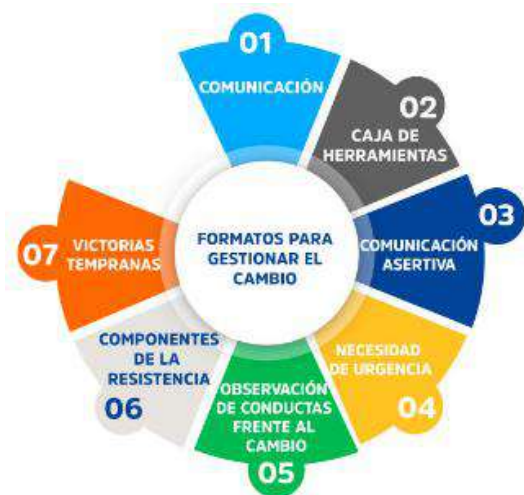 01
COMUNICACIÓN
02
CAJA DE
HERRAMIENTAS
03
COMUNICACIÓN
ASERTIVA
NECESIDAD
DE URGENCIA
04
OBSERVACIÓN
DE CONDUCTAS
FRENTE AL
CAMBIO
05
COMPONENTES
DE LA
RESISTENCIA
06
07
VICTORIAS
TEMPRANAS
FORMATOS PARA
GESTIONAR EL
CAMBIO